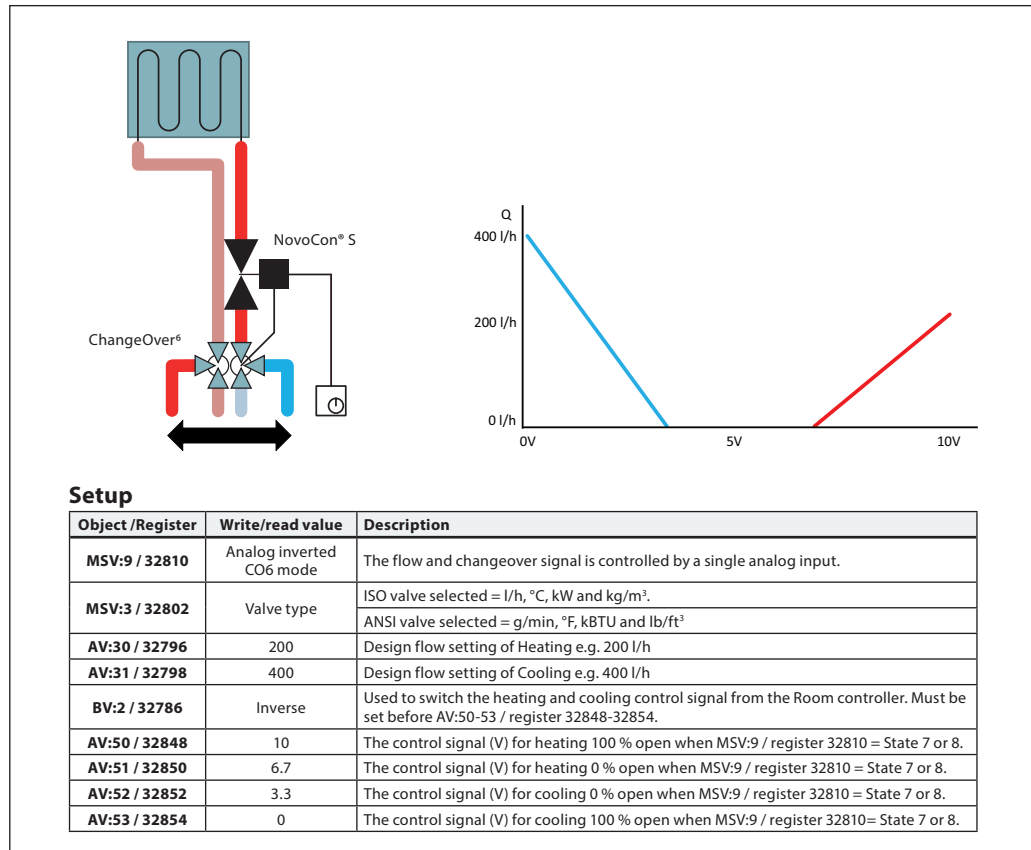 NovoCon® S
ChangeOver⁶
Q
400 l/h
200 l/h
0 l/h
0V
5V
10V
Setup
Object /Register Write/read value Description
MSV:9 / 32810 Analog inverted CO6 mode The flow and changeover signal is controlled by a single analog input.
MSV:3 / 32802 Valve type ISO valve selected = l/h, °C, kW and kg/m³.
ANSI valve selected = g/min, °F, kBTU and lb/ft³
AV:30 / 32796 200 Design flow setting of Heating e.g. 200 l/h
AV:31 / 32798 400 Design flow setting of Cooling e.g. 400 l/h
BV:2 / 32786 Inverse Used to switch the heating and cooling control signal from the Room controller. Must be
set before AV:50-53 / register 32848-32854.
AV:50 / 32848 10 The control signal (V) for heating 100 % open when MSV:9 / register 32810 = State 7 or 8.
AV:51 / 32850 6.7 The control signal (V) for heating 0 % open when MSV:9 / register 32810 = State 7 or 8.
AV:52 / 32852 3.3 The control signal (V) for cooling 0 % open when MSV:9 / register 32810 = State 7 or 8.
AV:53 / 32854 0 The control signal (V) for cooling 100 % open when MSV:9 / register 32810= State 7 or 8.